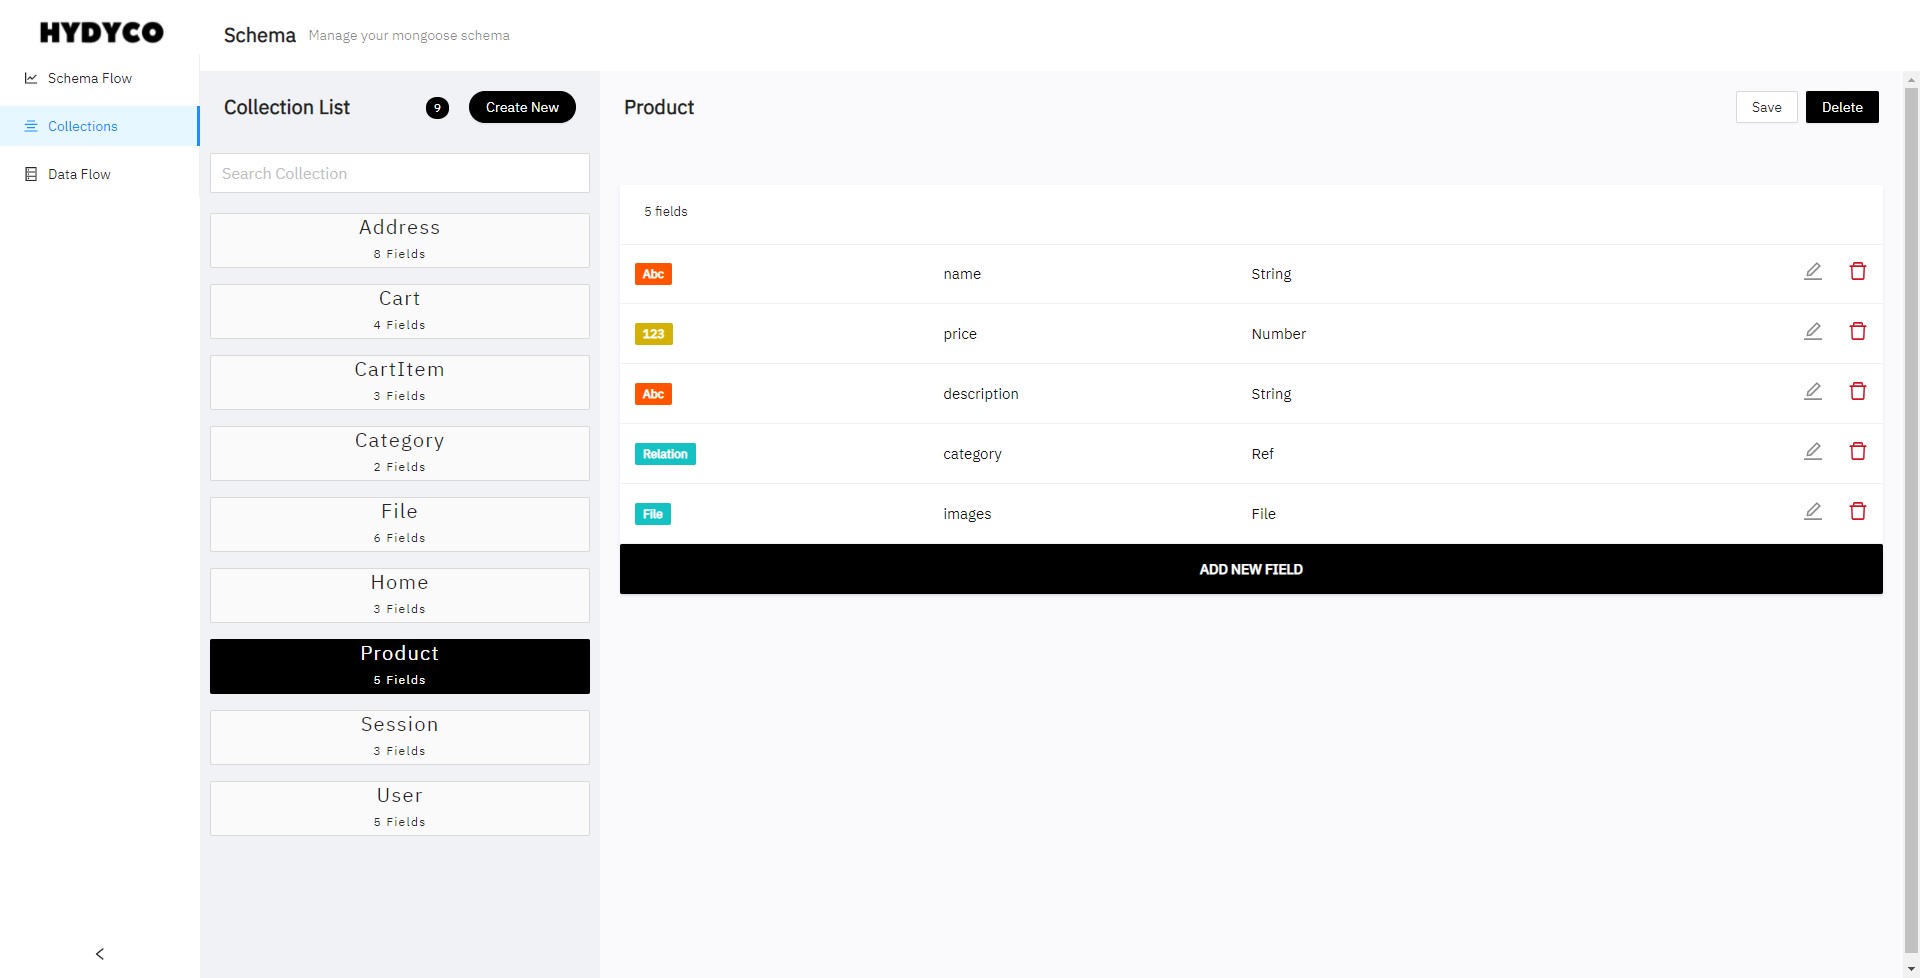 HYDYCO
Schema Flow
Collections
Data Flow
Schema Manage your mongoose schema
Collection List 9 Create New
Search Collection
Address
8 Fields
Cart
4 Fields
CartItem
3 Fields
Category
2 Fields
File
6 Fields
Home
3 Fields
Product
5 Fields
Session
3 Fields
User
5 Fields
Product Save Delete
5 fields
Abc name String
123 price Number
Abc description String
Relation category Ref
File images File
ADD NEW FIELD